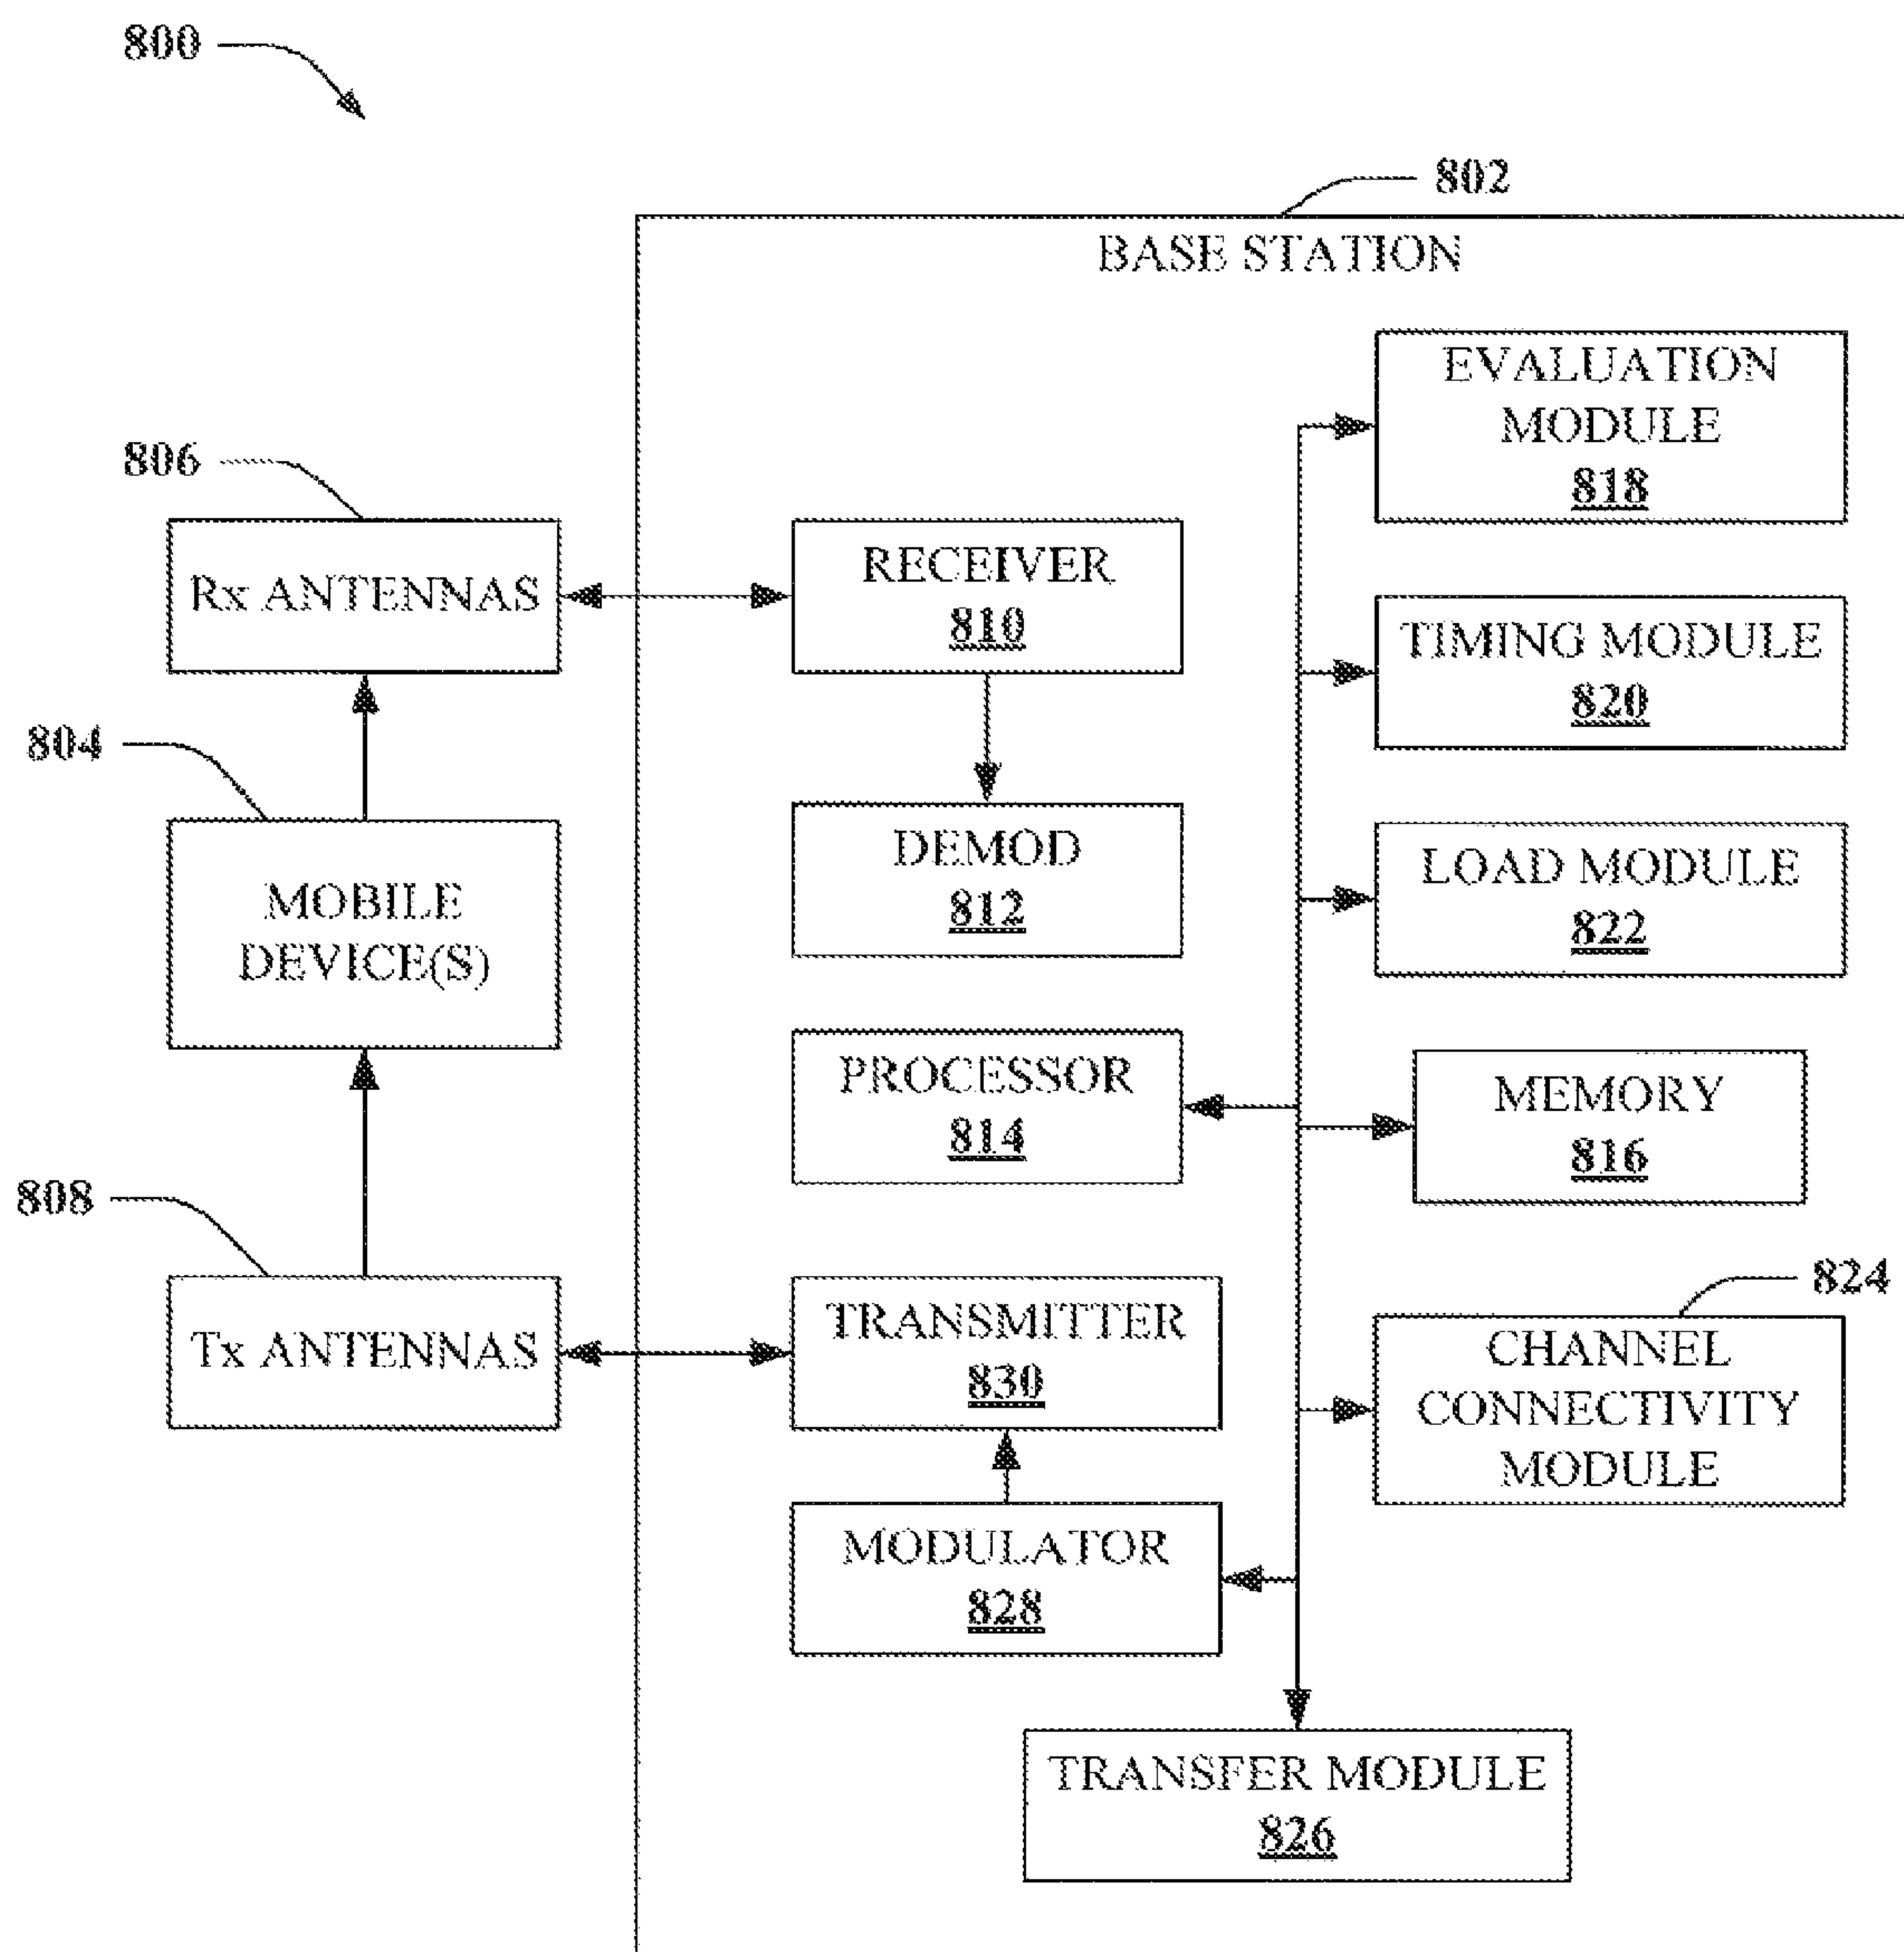 800
802
BASE STATION
EVALUATION
MODULE
818
806
Rx ANTENNAS
RECEIVER
810
TIMING MODULE
820
804
MOBILE
DEVICE(S)
DEMOD
812
LOAD MODULE
822
PROCESSOR
814
MEMORY
816
808
Tx ANTENNAS
TRANSMITTER
830
824
CHANNEL
CONNECTIVITY
MODULE
MODULATOR
828
TRANSFER MODULE
826